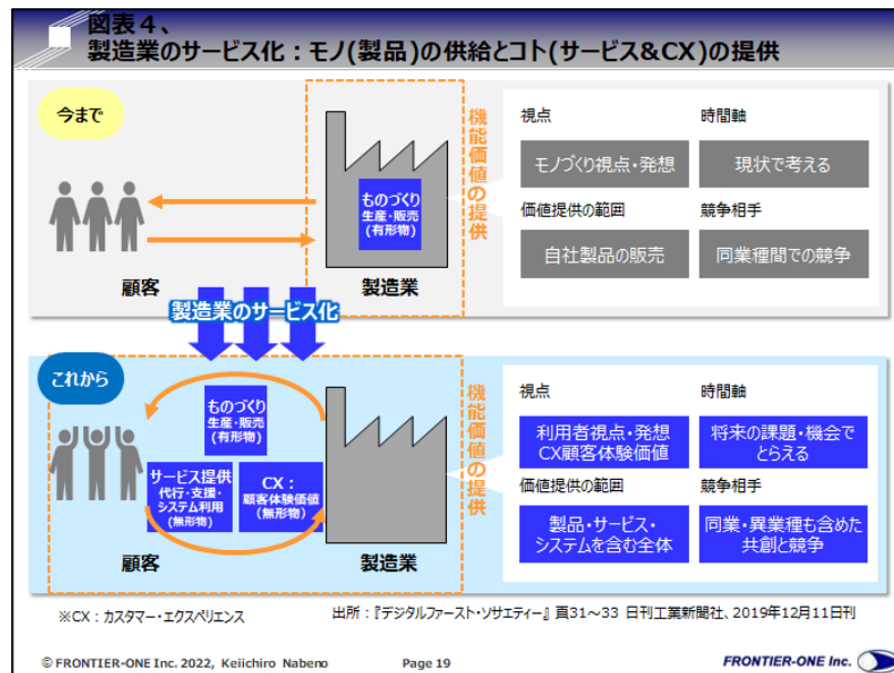 図表４、
製造業のサービス化：モノ(製品)の供給とコト(サービス&CX)の提供
今まで
顧客
ものづくり
生産・販売
(有形物)
製造業
機能価値の提供
視点
モノづくり視点・発想
時間軸
現状で考える
価値提供の範囲
自社製品の販売
競争相手
同業種間での競争
製造業のサービス化
これから
顧客
ものづくり
生産・販売
(有形物)
サービス提供
代行・支援・
システム利用
(無形物)
CX：
顧客体験価値
(無形物)
製造業
機能価値の提供
視点
利用者視点・発想
CX顧客体験価値
時間軸
将来の課題・機会で
とらえる
価値提供の範囲
製品・サービス・
システムを含む全体
競争相手
同業・異業種も含めた
共創と競争
※CX：カスタマー・エクスペリエンス
出所：『デジタルファースト・ソサエティー』頁31～33 日刊工業新聞社、2019年12月11日刊
© FRONTIER-ONE Inc. 2022, Keiichiro Nabeno
Page 19
FRONTIER-ONE Inc.